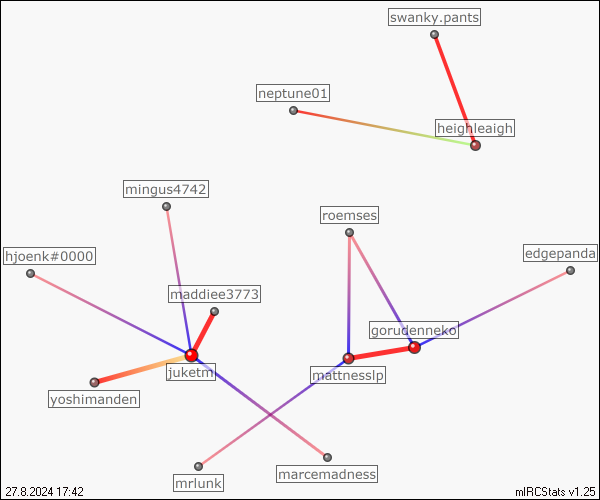 swanky.pants
neptune01
heighleaigh
mingus4742
roemses
hjoenk#0000
edgepanda
maddiee3773
gorudenneko
juketm
mattnesslp
yoshimanden
mrlunk
marcemadness
27.8.2024 17:42
mIRCStats v1.25